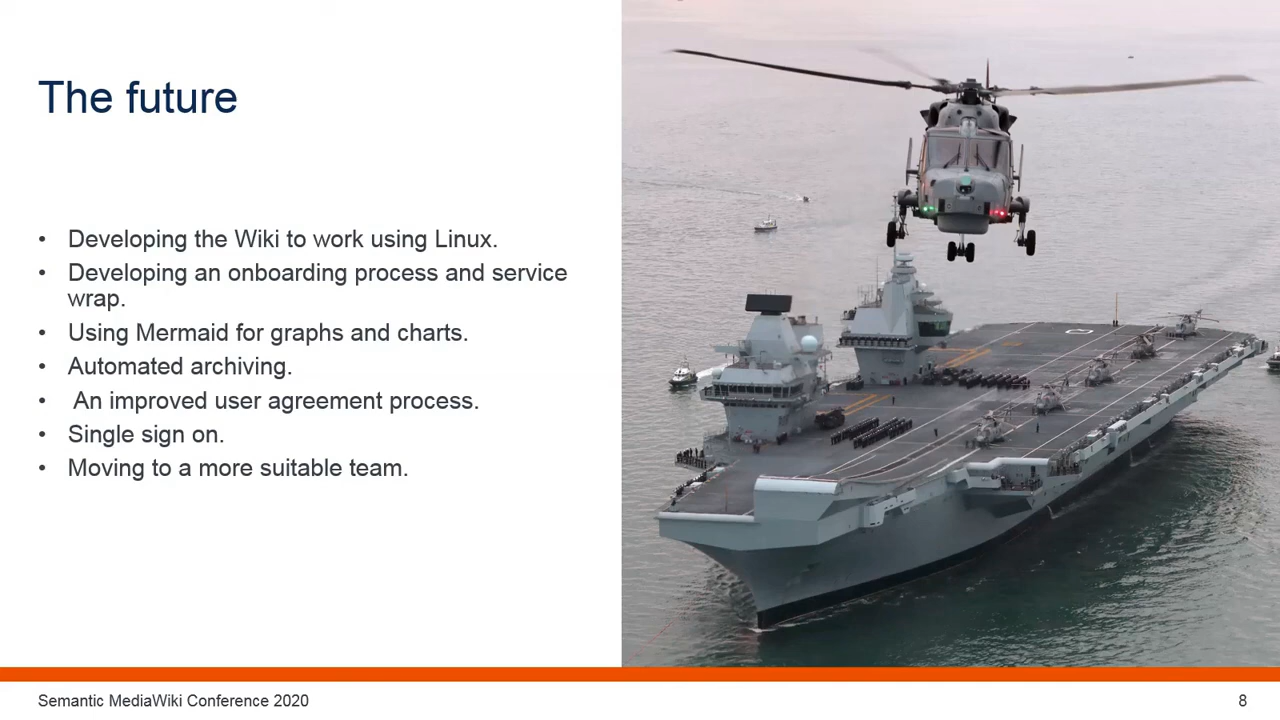 The future
• Developing the Wiki to work using Linux.
• Developing an onboarding process and service
wrap.
• Using Mermaid for graphs and charts.
• Automated archiving.
• An improved user agreement process.
• Single sign on.
• Moving to a more suitable team.
Semantic MediaWiki Conference 2020
8